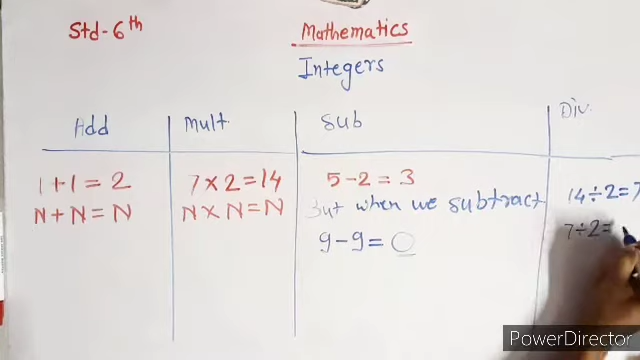 Std-6th
Mathematics
Integers
Add
Mult
Sub
Div.
1+1=2
N+N=N
7×2=14
N×N=N
5-2=3
But when we subtract
9-9=0
14÷2=7
7÷2=
PowerDirector